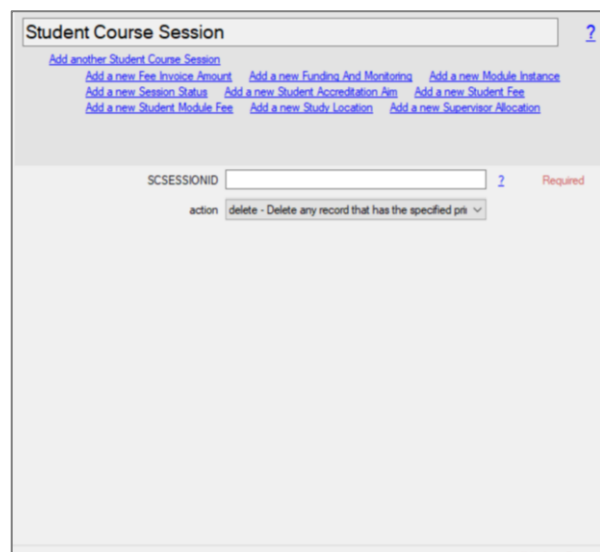 Student Course Session ?
Add another Student Course Session
Add a new Fee Invoice Amount Add a new Funding And Monitoring Add a new Module Instance
Add a new Session Status Add a new Student Accreditation Aim Add a new Student Fee
Add a new Student Module Fee Add a new Study Location Add a new Supervisor Allocation
SCSESSIONID ? Required
action delete - Delete any record that has the specified pri